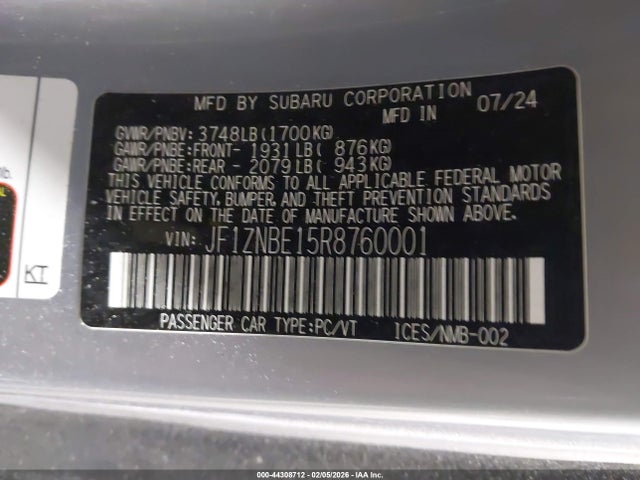 MFD BY SUBARU CORPORATION
MFD IN 07/24
GVWR/PNBV: 3748LB(1700KG)
GAWR/PNBE:FRONT- 1931LB( 876KG)
GAWR/PNBE:REAR - 2079LB( 943KG)
THIS VEHICLE CONFORMS TO ALL APPLICABLE FEDERAL MOTOR
VEHICLE SAFETY, BUMPER, AND THEFT PREVENTION STANDARDS
IN EFFECT ON THE DATE OF MANUFACTURE SHOWN ABOVE.
VIN: JF1ZNBE15R8760001
PASSENGER CAR TYPE:PC/VT ICES/NMB-002
KT
000-44308712 - 02/05/2026 - IAA Inc.